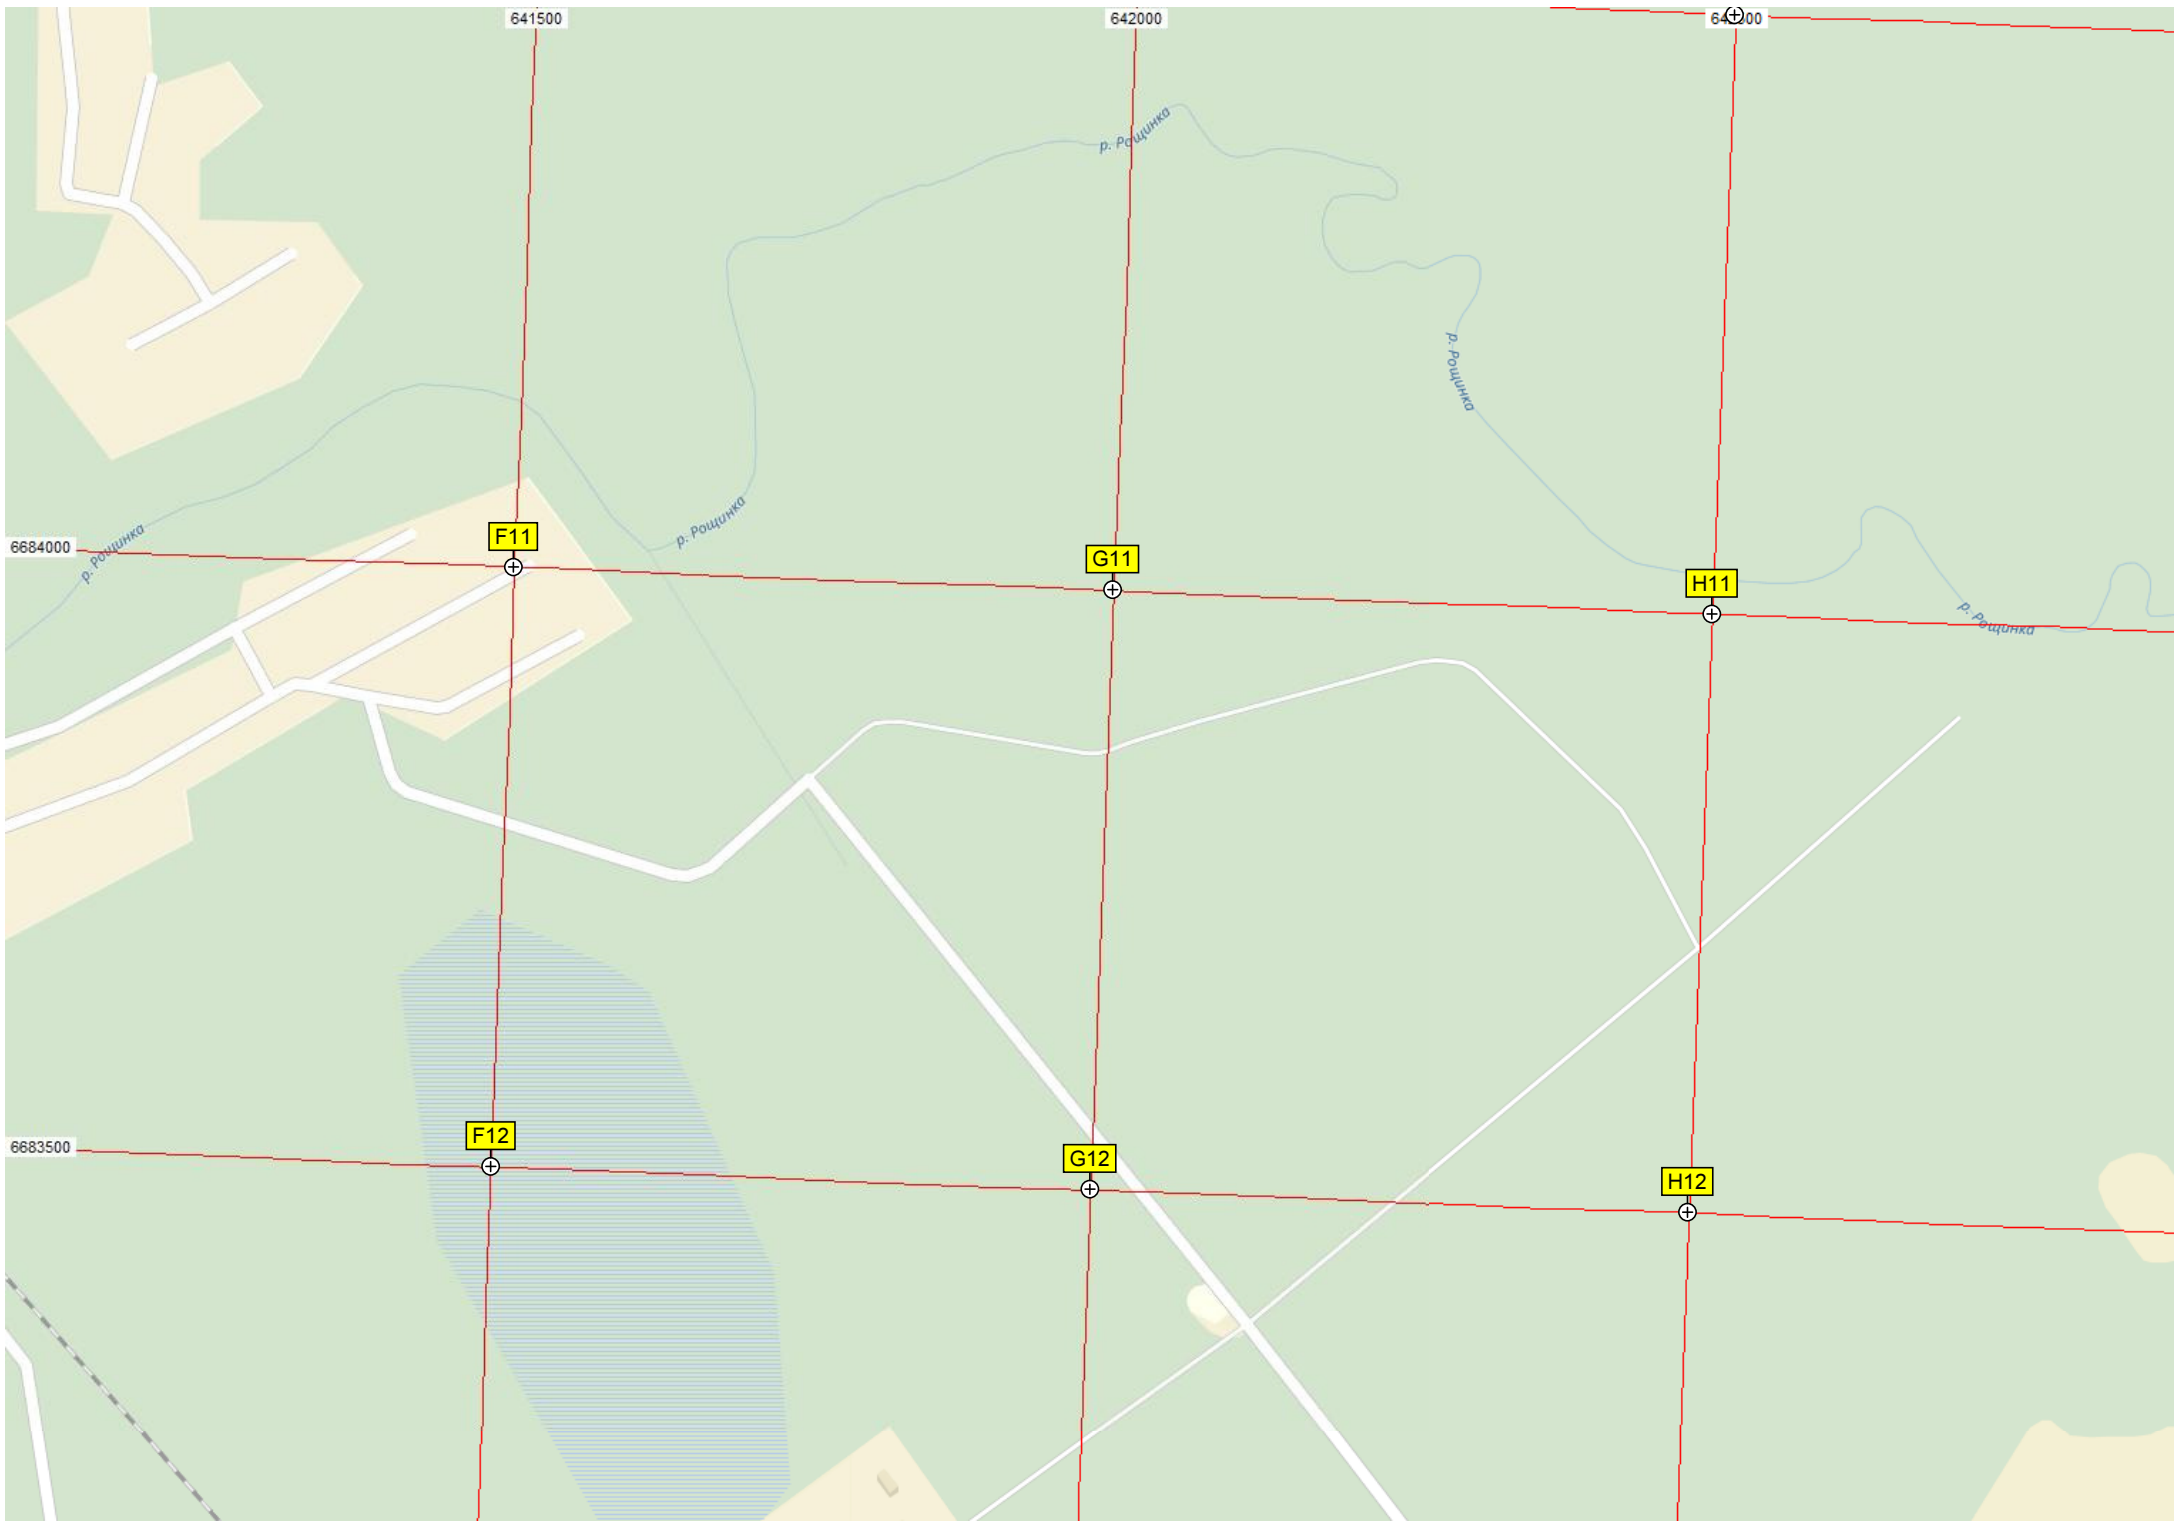 641500
642000
р. Рощинка
р. Рощинка
р. Рощинка
р. Рощинка
6684000
F11
G11
H11
р. Рощинка
6683500
F12
G12
H12